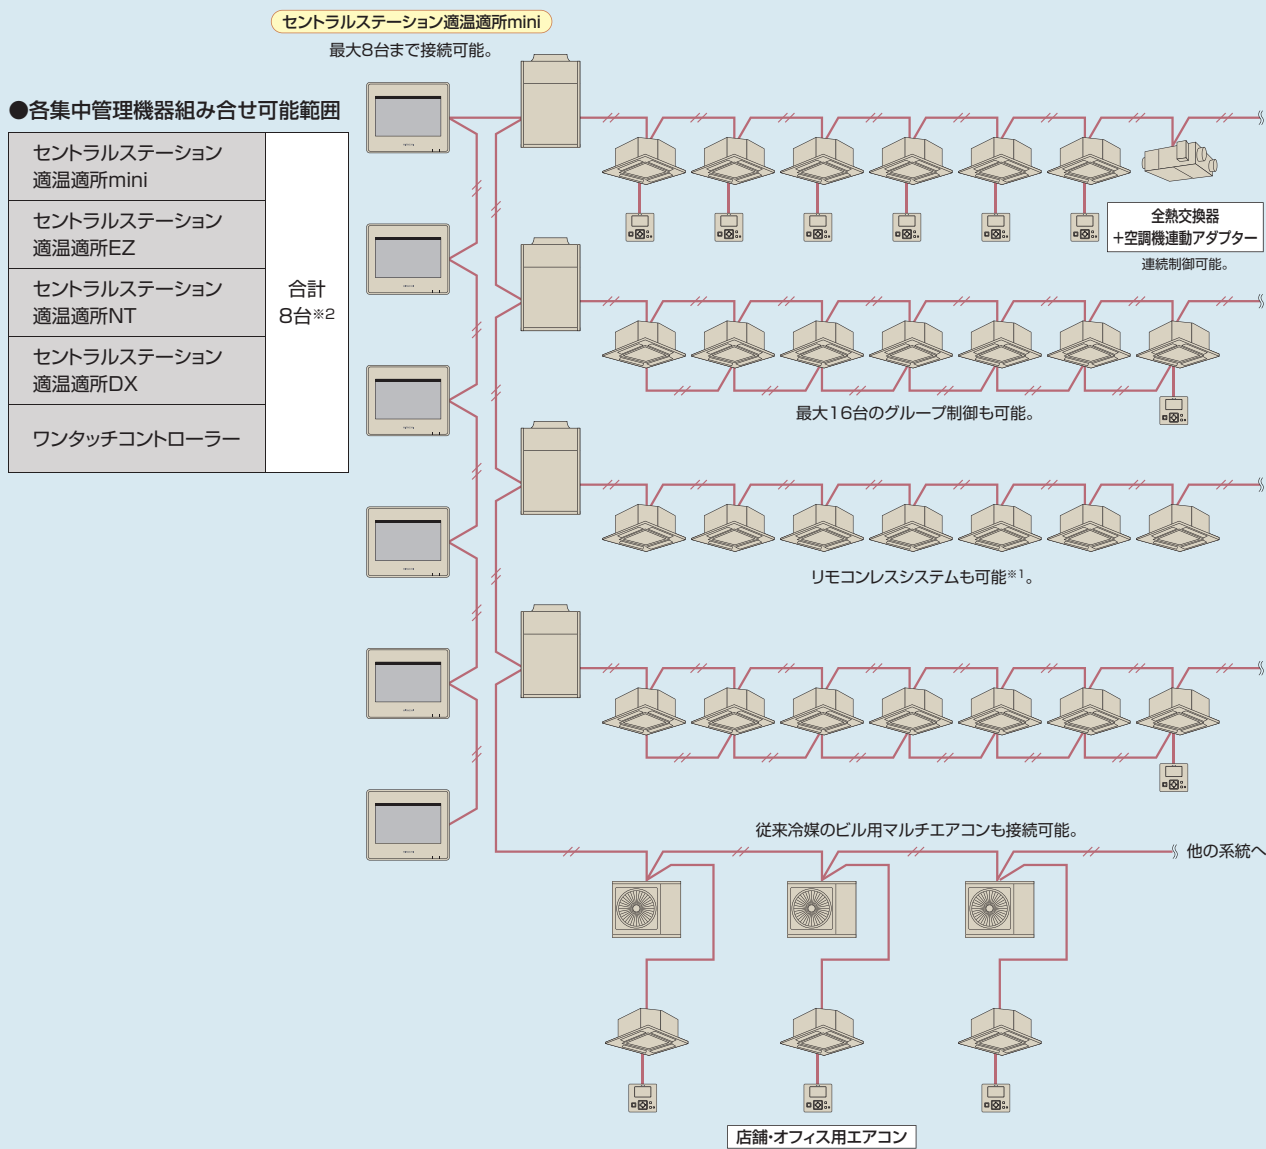 セントラルステーション適温適所mini
最大8台まで接続可能。
●各集中管理機器組み合せ可能範囲
セントラルステーション
適温適所mini
セントラルステーション
適温適所EZ
セントラルステーション
適温適所NT
セントラルステーション
適温適所DX
ワンタッチコントローラー
合計
8台※2
全熱交換器
+空調機連動アダプター
連続制御可能。
最大16台のグループ制御も可能。
リモコンレスシステムも可能※1。
従来冷媒のビル用マルチエアコンも接続可能。
他の系統へ
店舗・オフィス用エアコン